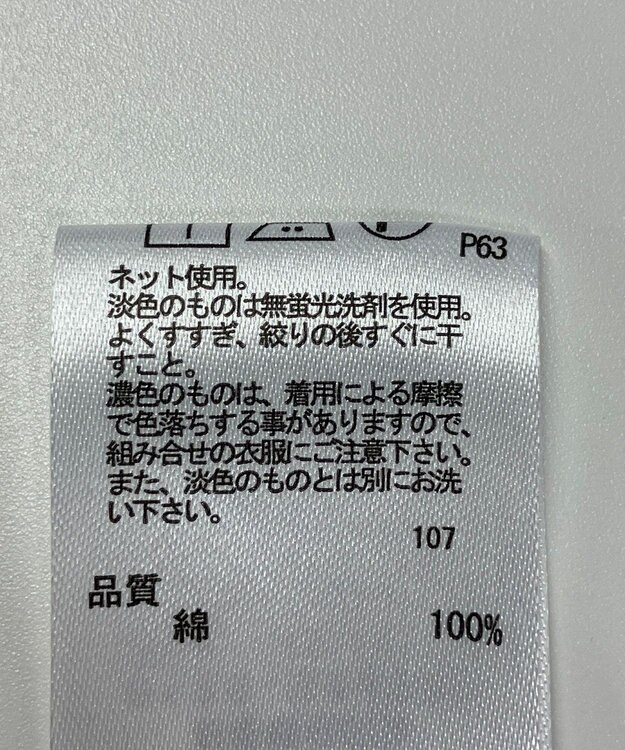 P63
ネット使用。
淡色のものは無蛍光洗剤を使用。
よくすすぎ、絞りの後すぐに干
すこと。
濃色のものは、着用による摩擦
で色落ちする事がありますので、
組み合せの衣服にご注意下さい。
また、淡色のものとは別にお洗
い下さい。
107
品質
綿 100%